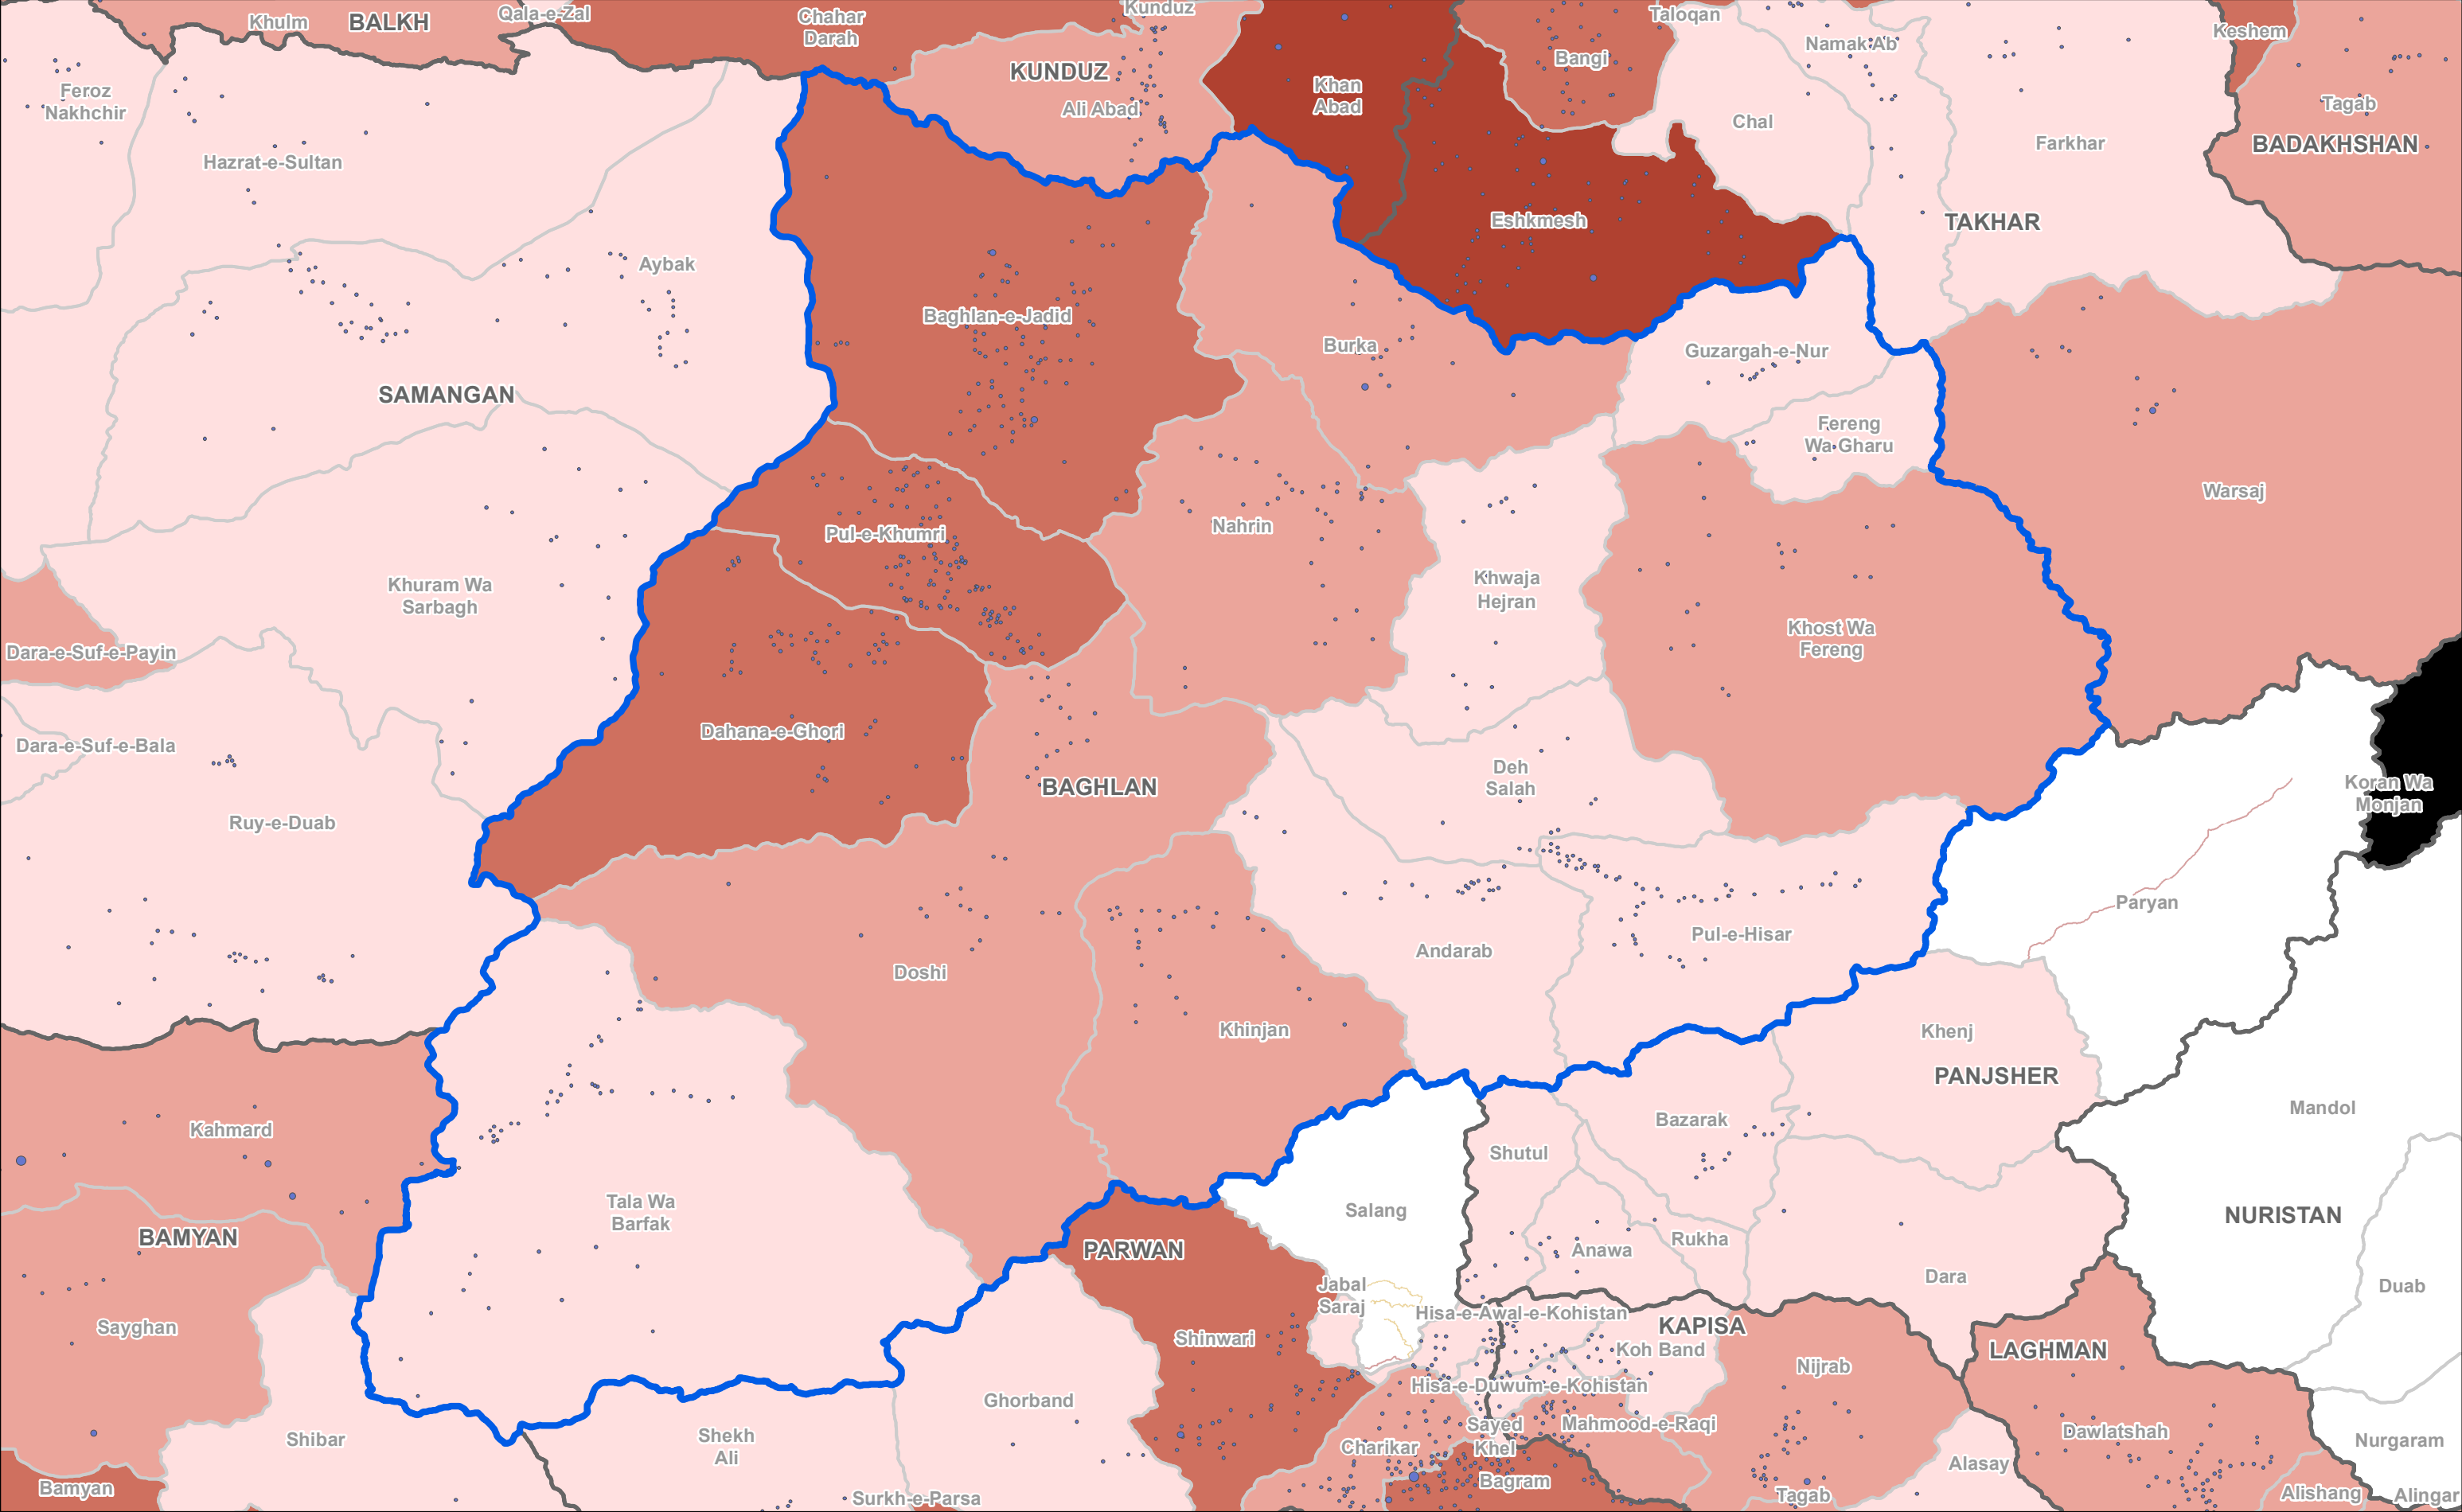 Khulm
BALKH
Qala-e-Zal
Chahar
Darah
Kunduz
Taloqan
Namak Ab
Keshem
Feroz
Nakhchir
KUNDUZ
Ali Abad
Khan
Abad
Bangi
Chal
Farkhar
Tagab
BADAKHSHAN
Hazrat-e-Sultan
Eshkmesh
TAKHAR
Aybak
Baghlan-e-Jadid
Burka
Guzargah-e-Nur
SAMANGAN
Fereng
Wa Gharu
Warsaj
Pul-e-Khumri
Nahrin
Khuram Wa
Sarbagh
Khwaja
Hejran
Khost Wa
Fereng
Dara-e-Suf-e-Payin
Dara-e-Suf-e-Bala
Dahana-e-Ghori
BAGHLAN
Deh
Salah
Koran Wa
Monjan
Ruy-e-Duab
Paryan
Doshi
Andarab
Pul-e-Hisar
Khinjan
Khenj
PANJSHER
Kahmard
Bazarak
Mandol
Shutul
Tala Wa
Barfak
Salang
BAMYAN
PARWAN
Anawa
Rukha
NURISTAN
Dara
Duab
Jabal
Saraj
Hisa-e-Awal-e-Kohistan
KAPISA
Koh Band
Sayghan
Shinwari
LAGHMAN
Nijrab
Hisa-e-Duwum-e-Kohistan
Ghorband
Mahmood-e-Raqi
Sayed
Khel
Dawlatshah
Nurgaram
Shibar
Shekh
Ali
Charikar
Alasay
Bamyan
Surkh-e-Parsa
Bagram
Tagab
Alishang
Alingar